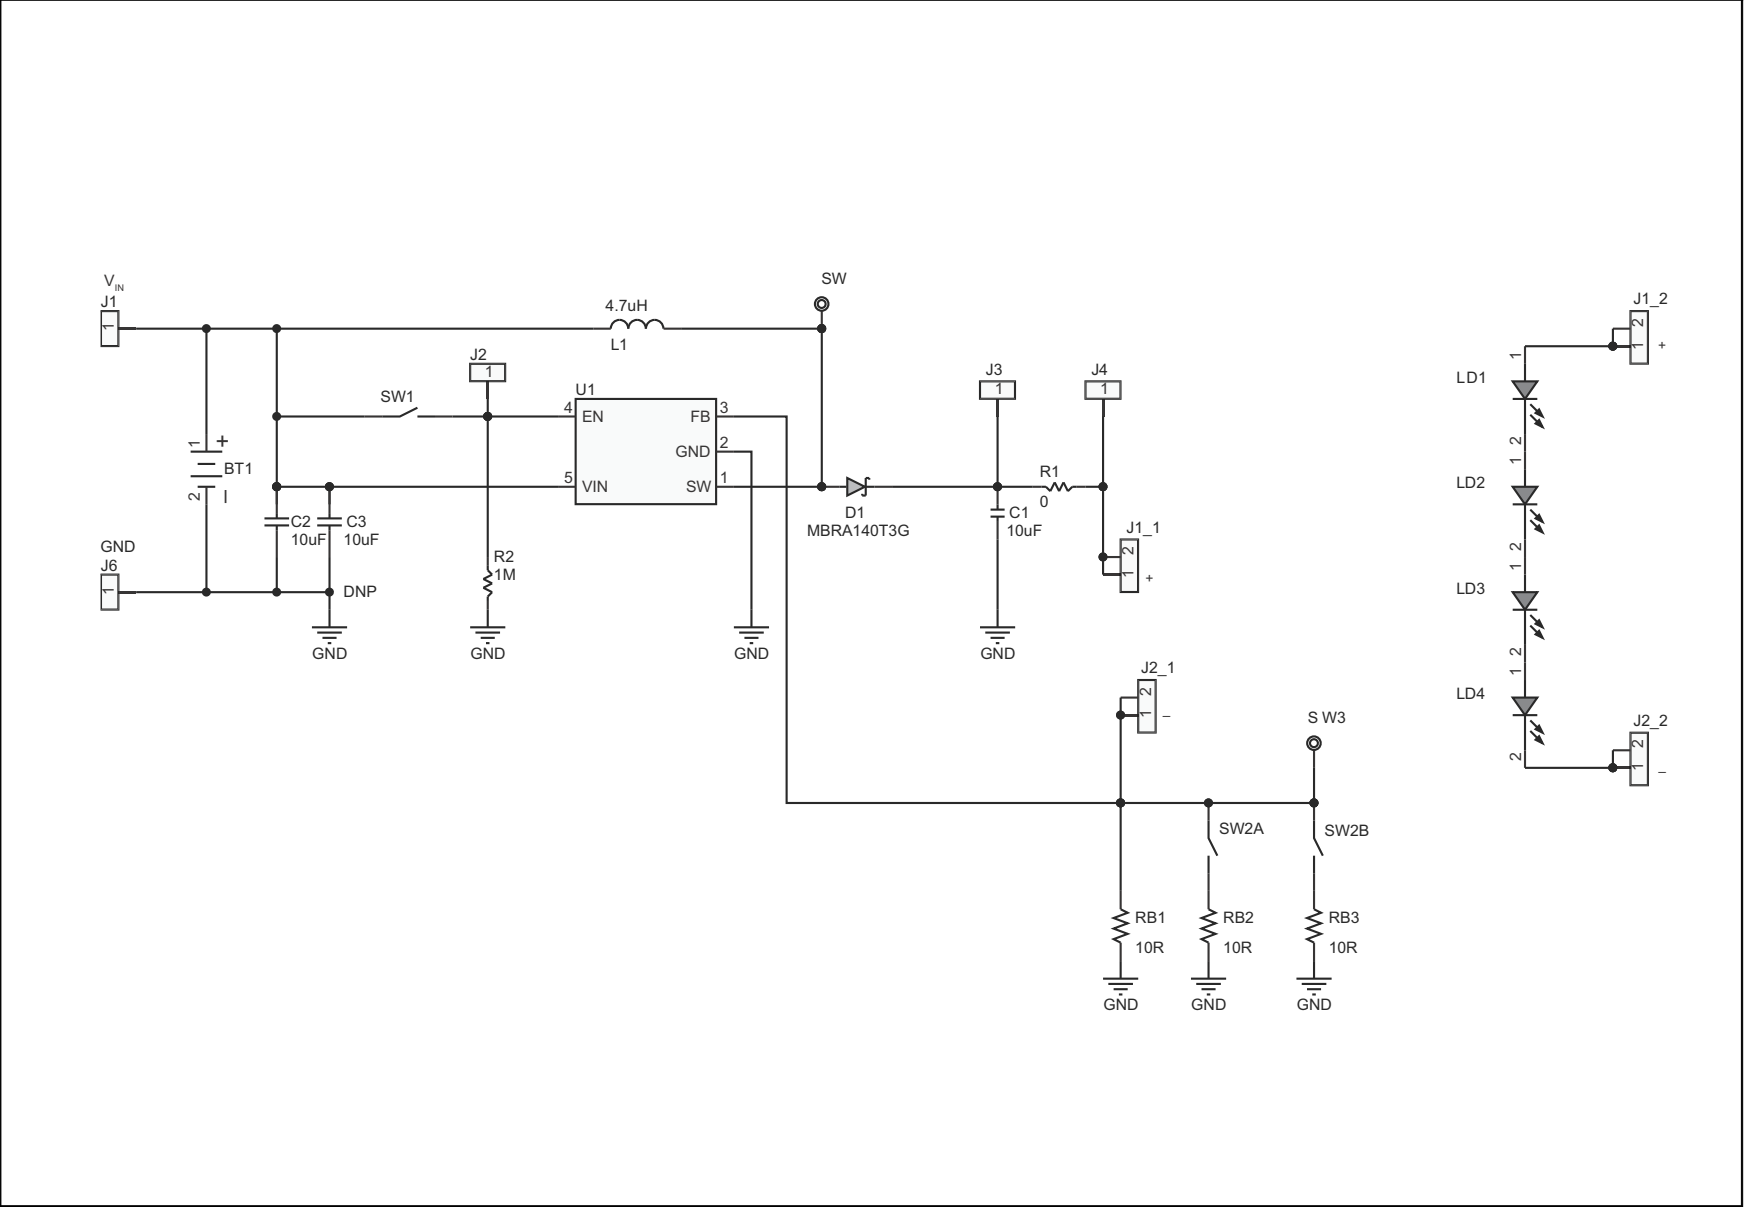 V IN
J1
1
GND
J6
1
1
+
BT1
2
I
SW1
J2
1
4.7uH
L1
SW
U1
4
EN
FB
3
GND
2
5
VIN
SW
1
C2
10uF
C3
10uF
DNP
GND
R2
1M
GND
GND
D1
MBRA140T3G
J3
1
R1
0
J4
1
C1
10uF
GND
J1_1
2
1
+
J2_1
2
1
–
S W3
SW2A
SW2B
RB1
10R
RB2
10R
RB3
10R
GND
GND
GND
J1_2
2
1
+
1
LD1
2
1
LD2
2
1
LD3
2
1
LD4
2
J2_2
2
1
–